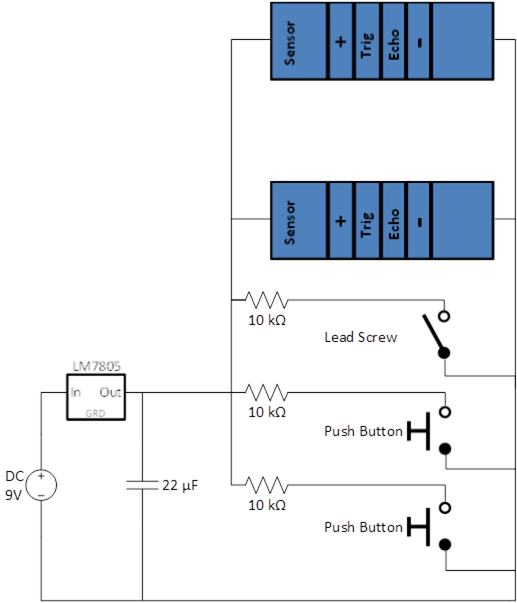 Sensor + Trig Echo -
Sensor + Trig Echo -
10 kΩ
Lead Screw
LM7805
In Out
GRD
10 kΩ
Push Button
DC
9V
+
−
22 µF
10 kΩ
Push Button